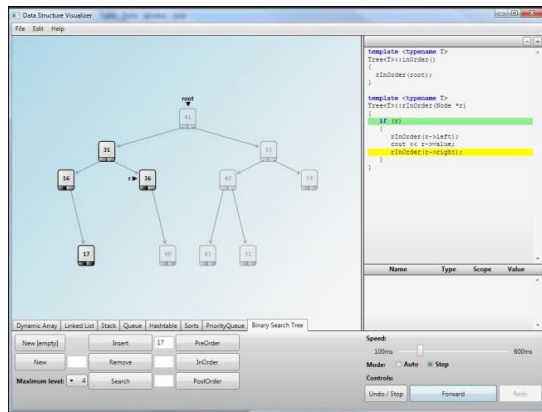 Data Structure Visualizer
File Edit Help
root
41
31
55
16
r
36
47
74
17
40
43
51
template <typename T>
Tree<T>::inOrder()
{
rInOrder(root);
}
template <typename T>
Tree<T>::rInOrder(Node *r)
{
if (r)
{
rInOrder(r->left);
cout << r->value;
rInOrder(r->right);
}
}
Name Type Scope Value
Dynamic Array Linked List Stack Queue Hashtable Sorts PriorityQueue Binary Search Tree
New (empty) Insert 17 PreOrder
New Remove InOrder
Maximum level: 4 Search PostOrder
Speed:
100ms 600ms
Mode: Auto Step
Controls:
Undo / Stop Forward Redo